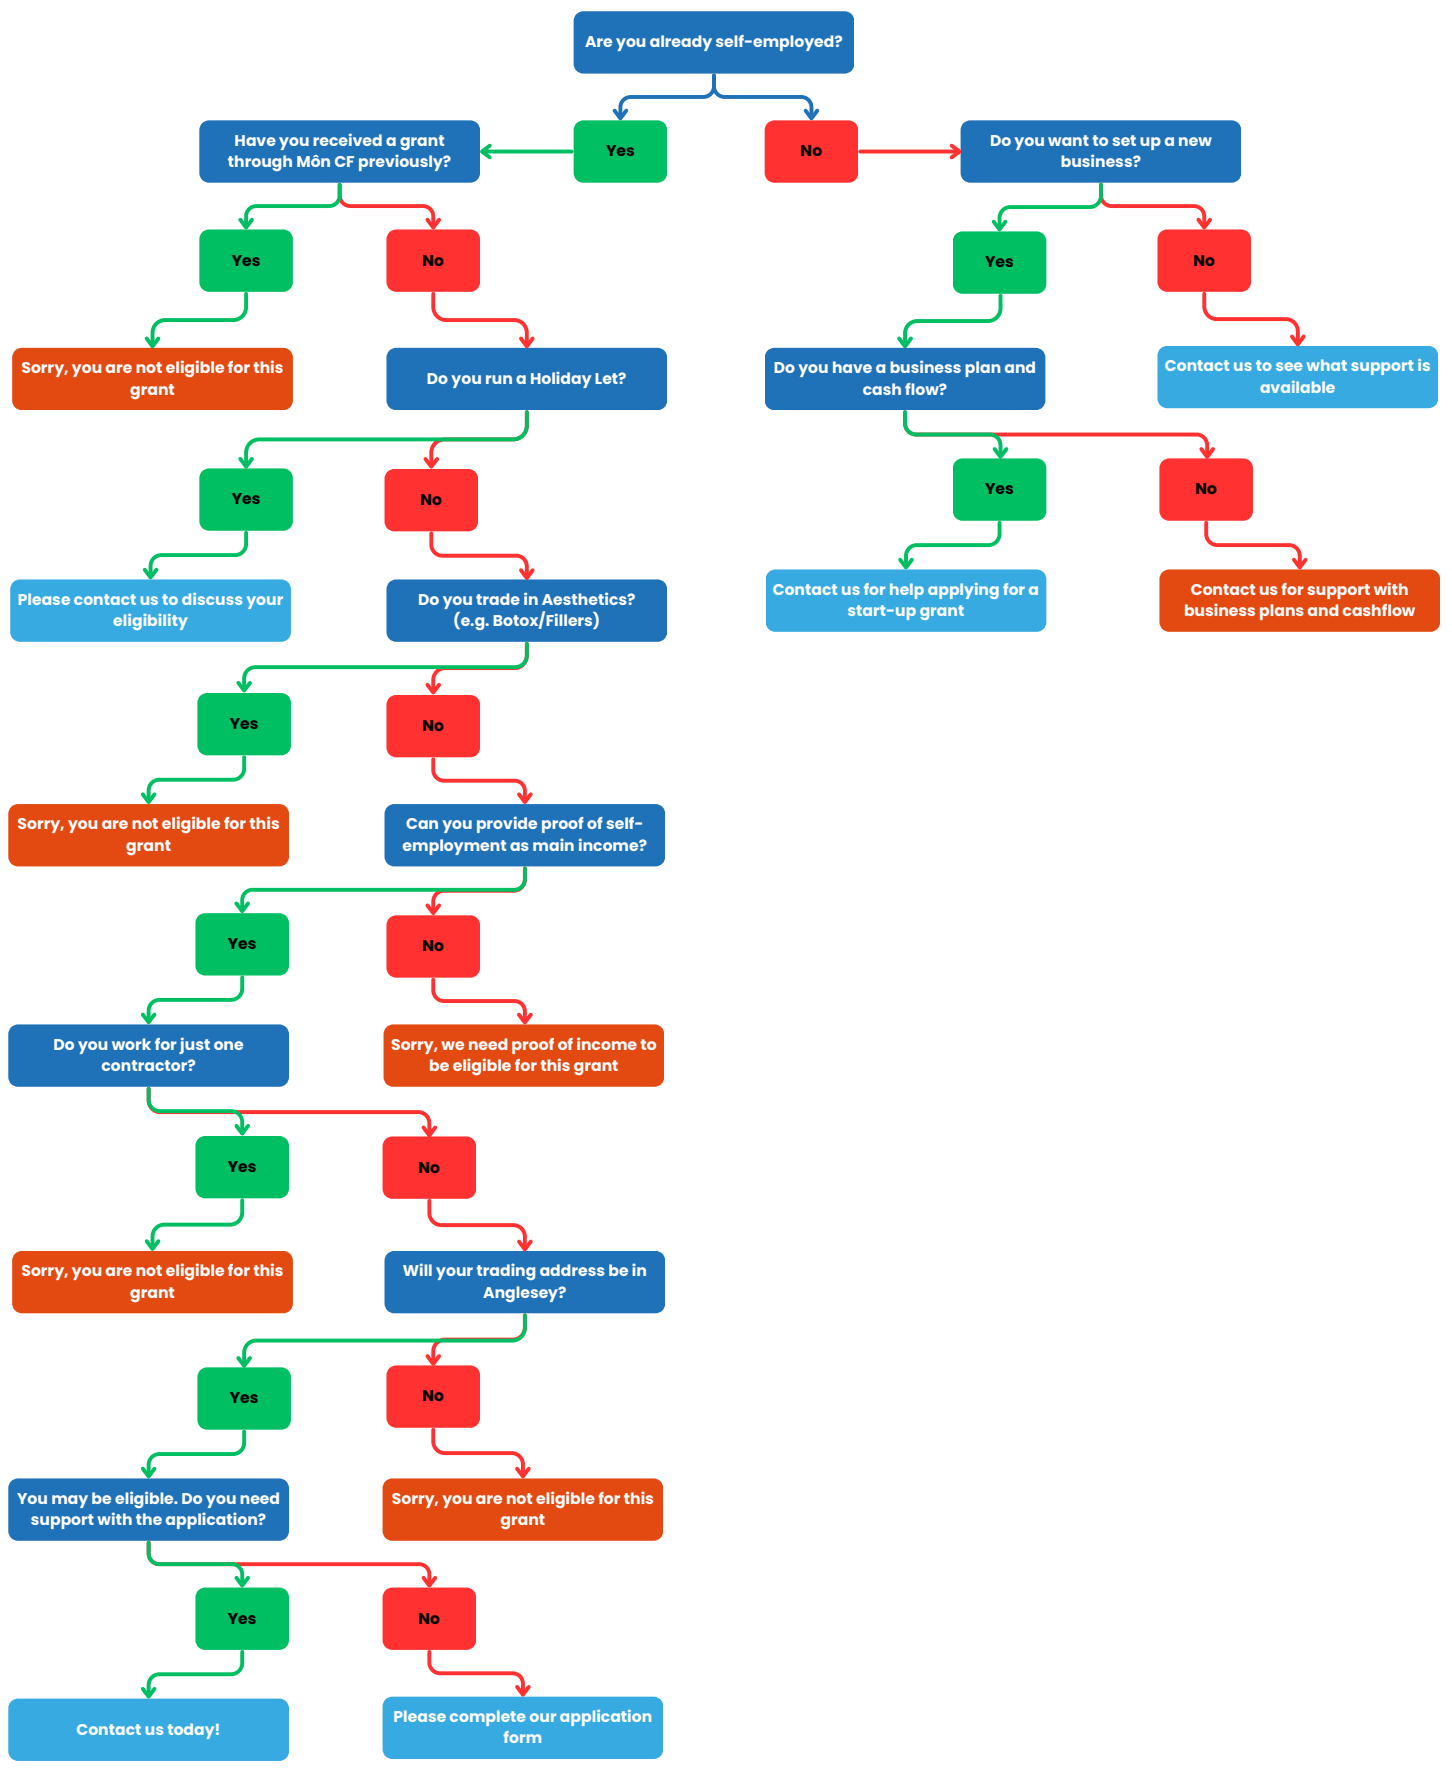 Are you already self-employed?
Have you received a grant
through Môn CF previously?
Yes
No
Do you want to set up a new
business?
Yes
No
Yes
No
Sorry, you are not eligible for this
grant
Do you run a Holiday Let?
Do you have a business plan and
cash flow?
Contact us to see what support is
available
Yes
No
Yes
No
Please contact us to discuss your
eligibility
Do you trade in Aesthetics?
(e.g. Botox/Fillers)
Contact us for help applying for a
start-up grant
Contact us for support with
business plans and cashflow
Yes
No
Sorry, you are not eligible for this
grant
Can you provide proof of self-
employment as main income?
Yes
No
Do you work for just one
contractor?
Sorry, we need proof of income to
be eligible for this grant
Yes
No
Sorry, you are not eligible for this
grant
Will your trading address be in
Anglesey?
Yes
No
You may be eligible. Do you need
support with the application?
Sorry, you are not eligible for this
grant
Yes
No
Contact us today!
Please complete our application
form